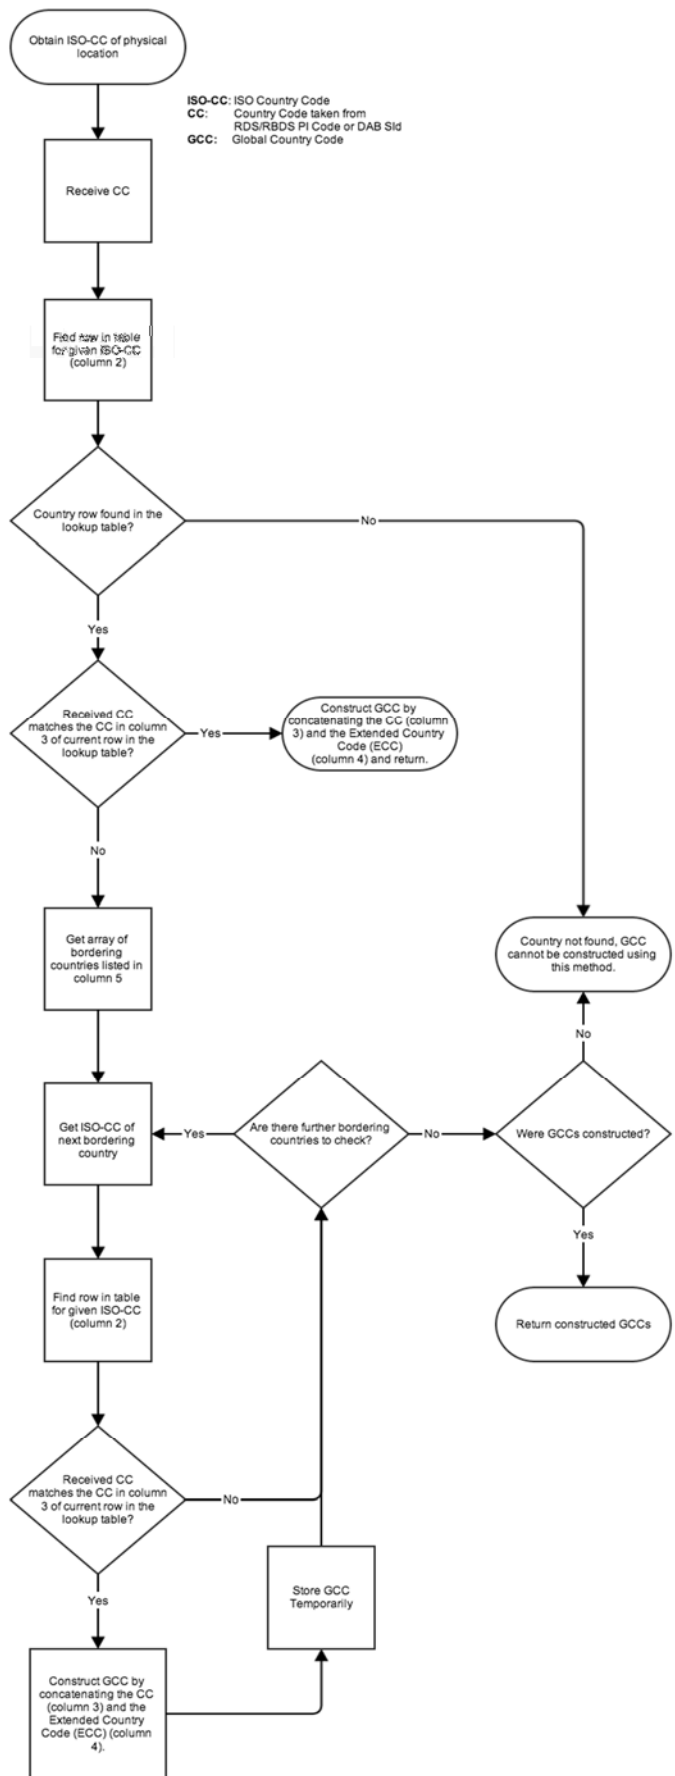 Obtain ISO-CC of physical
location
ISO-CC: ISO Country Code
CC: Country Code taken from
RDS/RBDS PI Code or DAB SId
GCC: Global Country Code
Receive CC
Find row in table
for given ISO-CC
(column 2)
Country row found in the
lookup table?
No
Yes
Received CC
matches the CC in column
3 of current row in the
lookup table?
Yes
Construct GCC by
concatenating the CC (column
3) and the Extended Country
Code (ECC)
(column 4) and return.
No
Get array of
bordering
countries listed in
column 5
Country not found, GCC
cannot be constructed using
this method.
No
Get ISO-CC of
next bordering
country
Yes
Are there further bordering
countries to check?
No
Were GCCs constructed?
Yes
Find row in table
for given ISO-CC
(column 2)
Return constructed GCCs
Received CC
matches the CC in column
3 of current row in the
lookup table?
No
Yes
Store GCC
Temporarily
Construct GCC by
concatenating the CC
(column 3) and the
Extended Country
Code (ECC) (column
4).